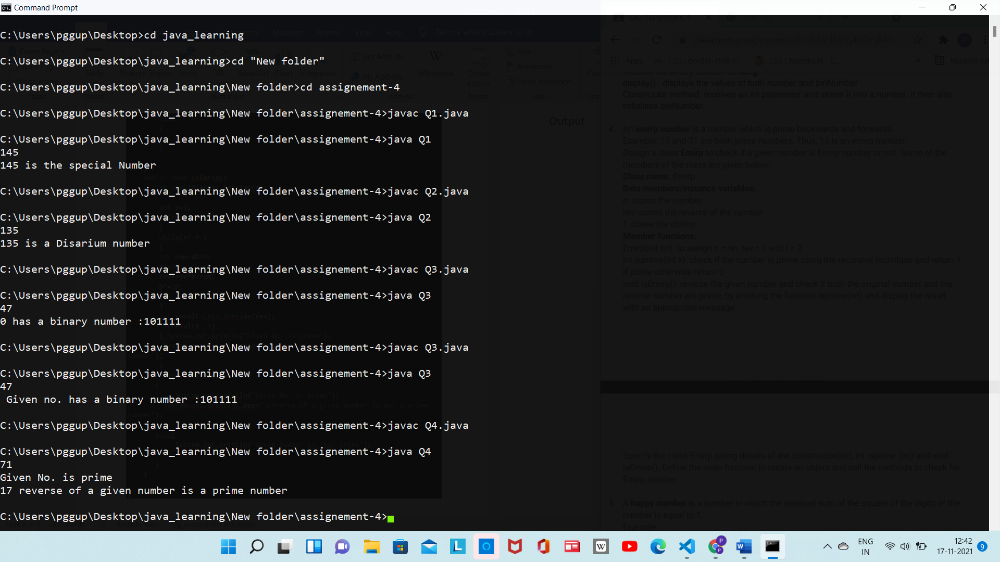 Command Prompt
C:\Users\pggup\Desktop>cd java_learning
C:\Users\pggup\Desktop\java_learning>cd "New folder"
C:\Users\pggup\Desktop\java_learning\New folder>cd assignement-4
C:\Users\pggup\Desktop\java_learning\New folder\assignement-4>javac Q1.java
C:\Users\pggup\Desktop\java_learning\New folder\assignement-4>java Q1
145
145 is the special Number
C:\Users\pggup\Desktop\java_learning\New folder\assignement-4>javac Q2.java
C:\Users\pggup\Desktop\java_learning\New folder\assignement-4>java Q2
135
135 is a Disarium number
C:\Users\pggup\Desktop\java_learning\New folder\assignement-4>javac Q3.java
C:\Users\pggup\Desktop\java_learning\New folder\assignement-4>java Q3
47
0 has a binary number :101111
C:\Users\pggup\Desktop\java_learning\New folder\assignement-4>javac Q3.java
C:\Users\pggup\Desktop\java_learning\New folder\assignement-4>java Q3
47
Given no. has a binary number :101111
C:\Users\pggup\Desktop\java_learning\New folder\assignement-4>javac Q4.java
C:\Users\pggup\Desktop\java_learning\New folder\assignement-4>java Q4
71
Given No. is prime
17 reverse of a given number is a prime number
C:\Users\pggup\Desktop\java_learning\New folder\assignement-4>
Output
display() : displays the values of both number and binNumber
Constructor method: receives an int parameter and stores it into a number. It then also
initialises binNumber.
4 An emirp number is a number which is prime backwards and forwards.
Example: 13 and 31 are both prime numbers. Thus, 13 is an emirp number.
Design a class Emirp to check if a given number is Emirp number or not. Some of the
members of the class are given below:
Class name: Emirp
Data members/instance variables:
n: stores the number
rev: stores the reverse of the number
f: stores the divisor
Member functions:
Emirp(int nn): to assign n = nn, rev = 0 and f = 2
int isprime(int x): check if the number is prime using the recursive technique and return 1
if prime otherwise return 0
void isEmirp(): reverse the given number and check if both the original number and the
reverse number are prime, by invoking the function isprime(int) and display the result
with an appropriate message.
Specify the class Emirp giving details of the constructor(int), int isprime (int) and void
isEmirp(). Define the main function to create an object and call the methods to check for
Emirp number.
5. A happy number is a number in which the eventual sum of the square of the digits of the
number is equal to 1.
Example
ENG
IN
12:42
17-11-2021
9